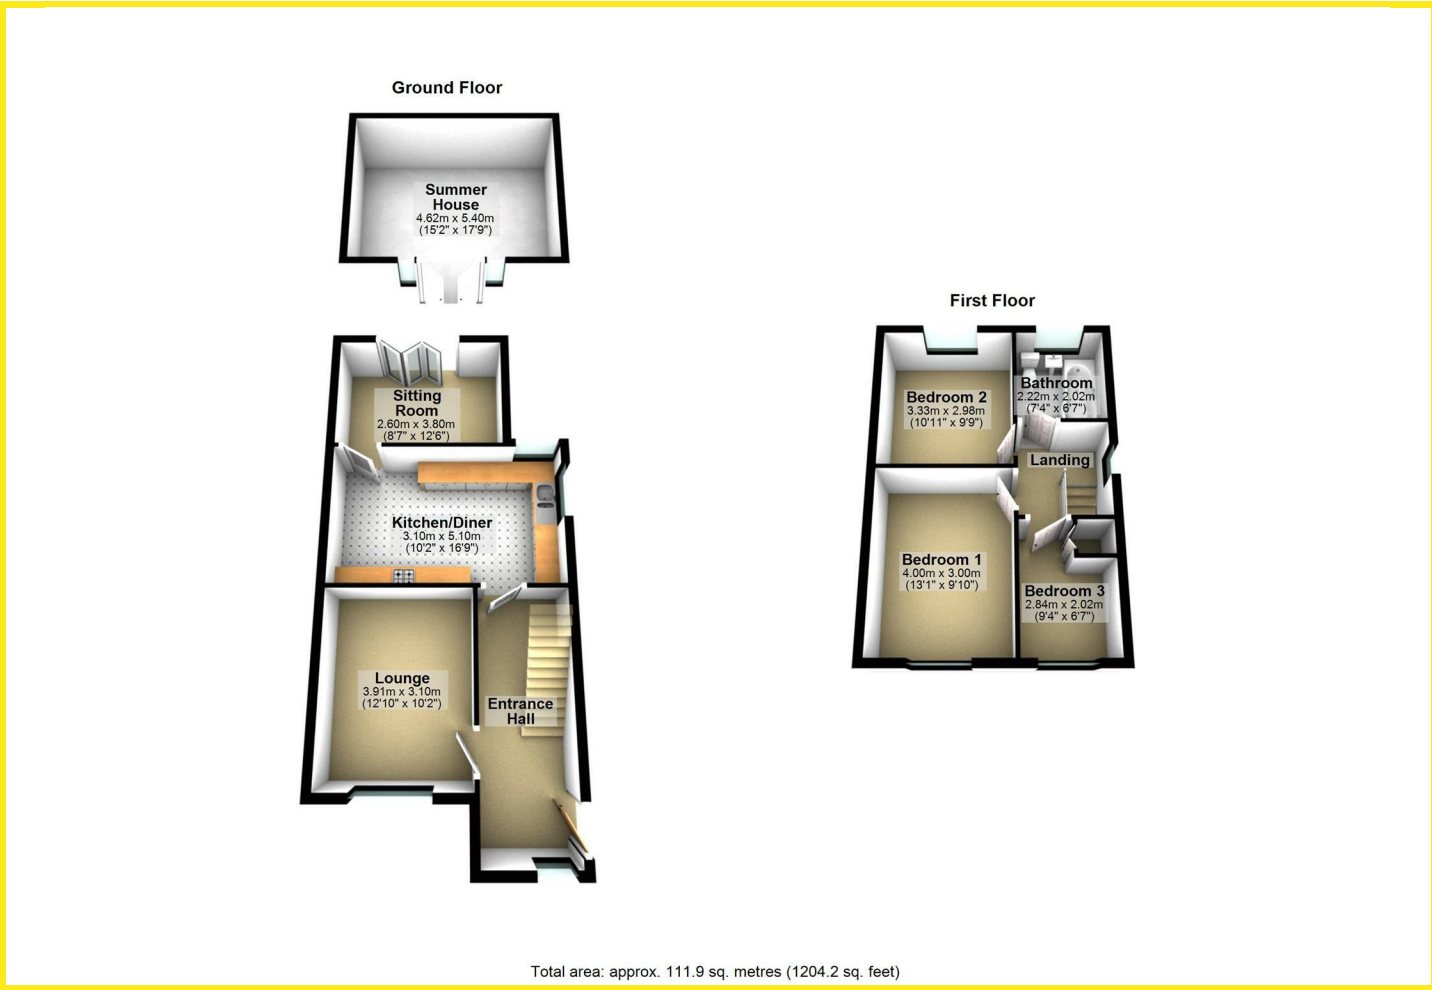 Ground Floor
Summer
House
4.62m x 5.40m
(15'2" x 17'9")
Sitting
Room
2.60m x 3.80m
(8'7" x 12'6")
Kitchen/Diner
3.10m x 5.10m
(10'2" x 16'9")
Lounge
3.91m x 3.10m
(12'10" x 10'2")
Entrance
Hall
First Floor
Bedroom 2
3.33m x 2.98m
(10'11" x 9'9")
Bathroom
2.22m x 2.02m
(7'4" x 6'7")
Landing
Bedroom 1
4.00m x 3.00m
(13'1" x 9'10")
Bedroom 3
2.84m x 2.02m
(9'4" x 6'7")
Total area: approx. 111.9 sq. metres (1204.2 sq. feet)